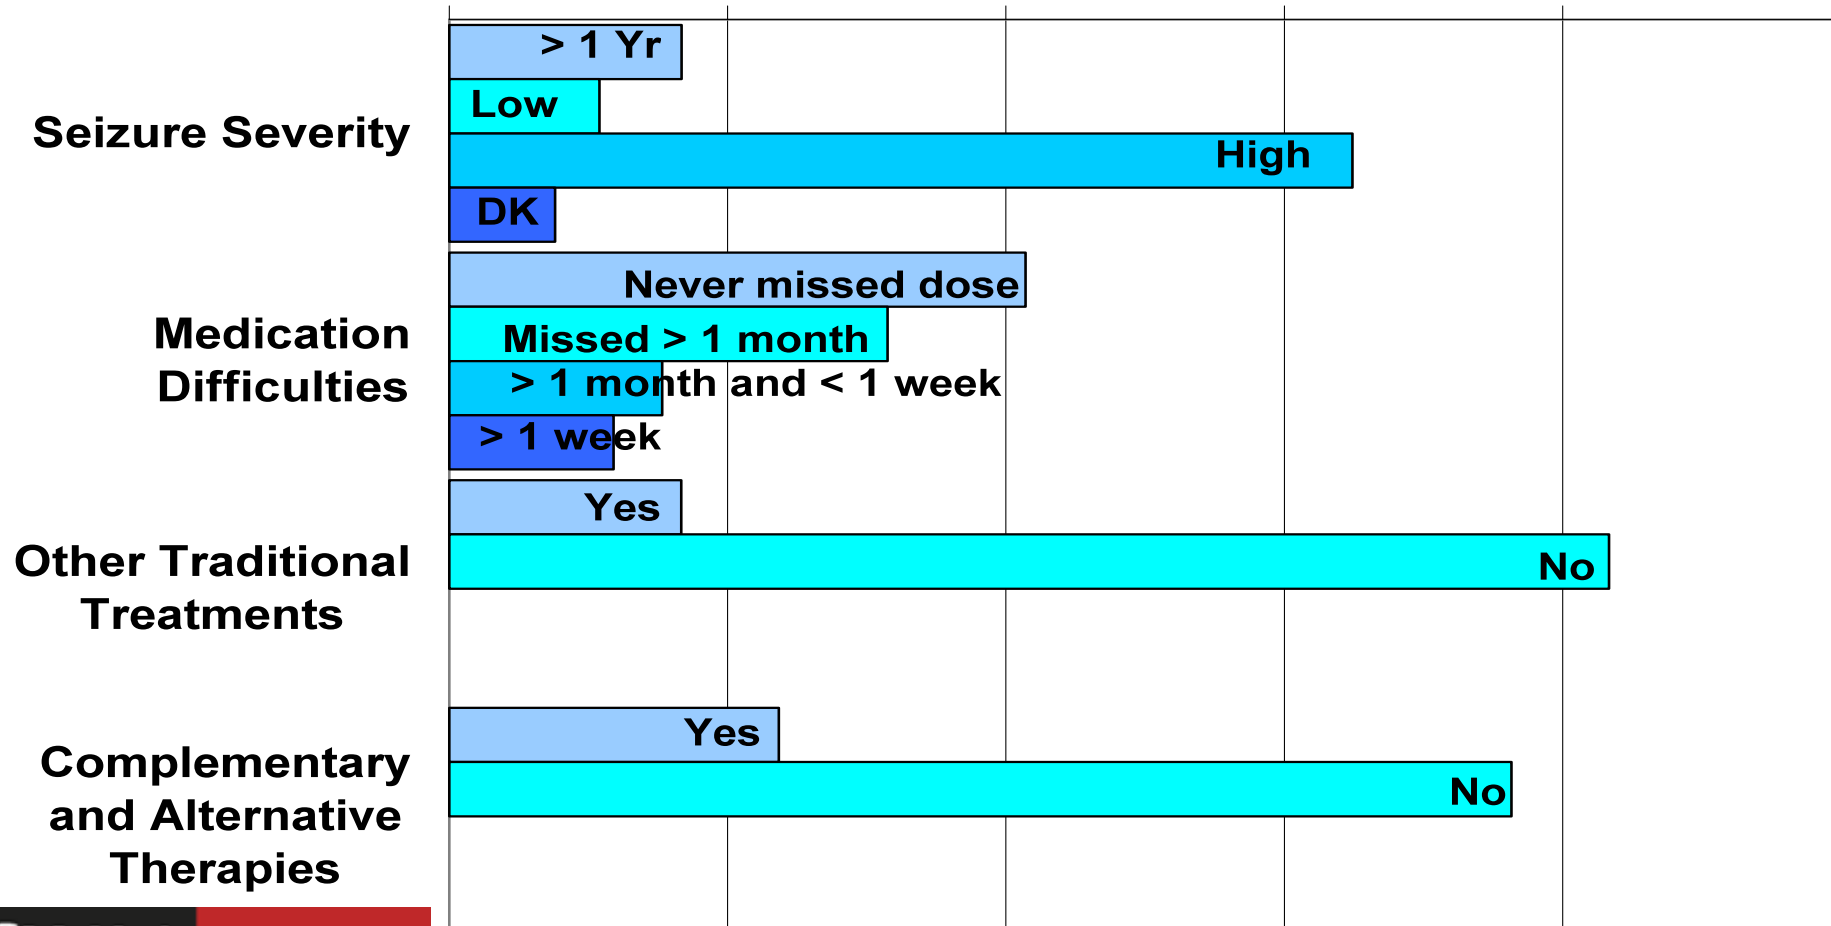 > 1 Yr
Low
Seizure Severity
High
DK
Never missed dose
Medication
Difficulties
Missed > 1 month
> 1 month and < 1 week
> 1 week
Yes
Other Traditional
Treatments
No
Yes
Complementary
and Alternative
Therapies
No